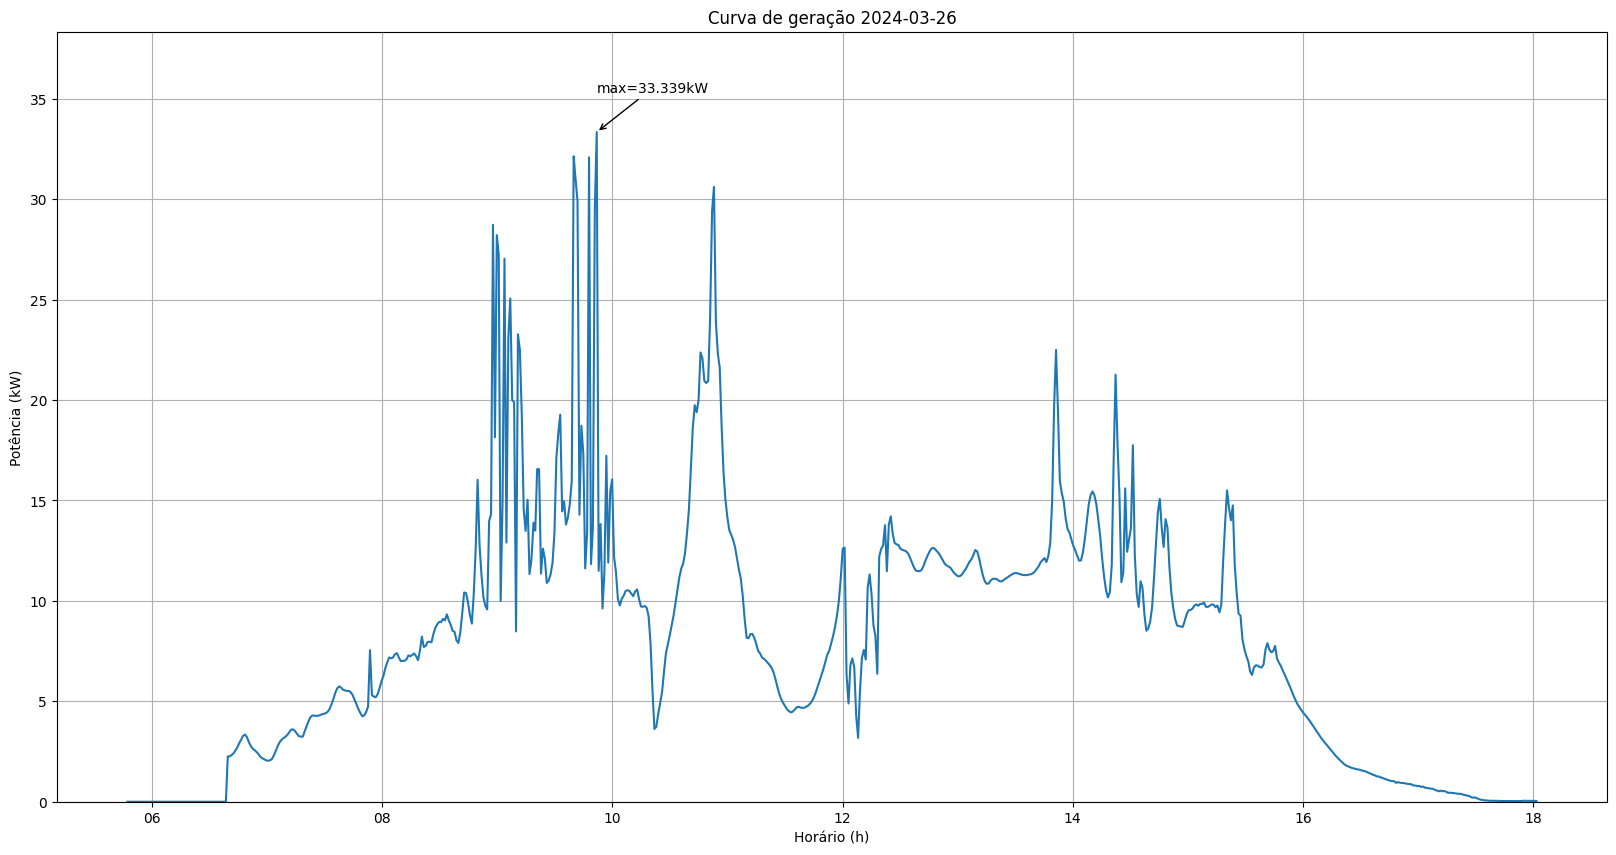 Curva de geração 2024-03-26
max=33.339kW
35
30
25
20
15
10
5
0
Potência (kW)
06 08 10 12 14 16 18
Horário (h)